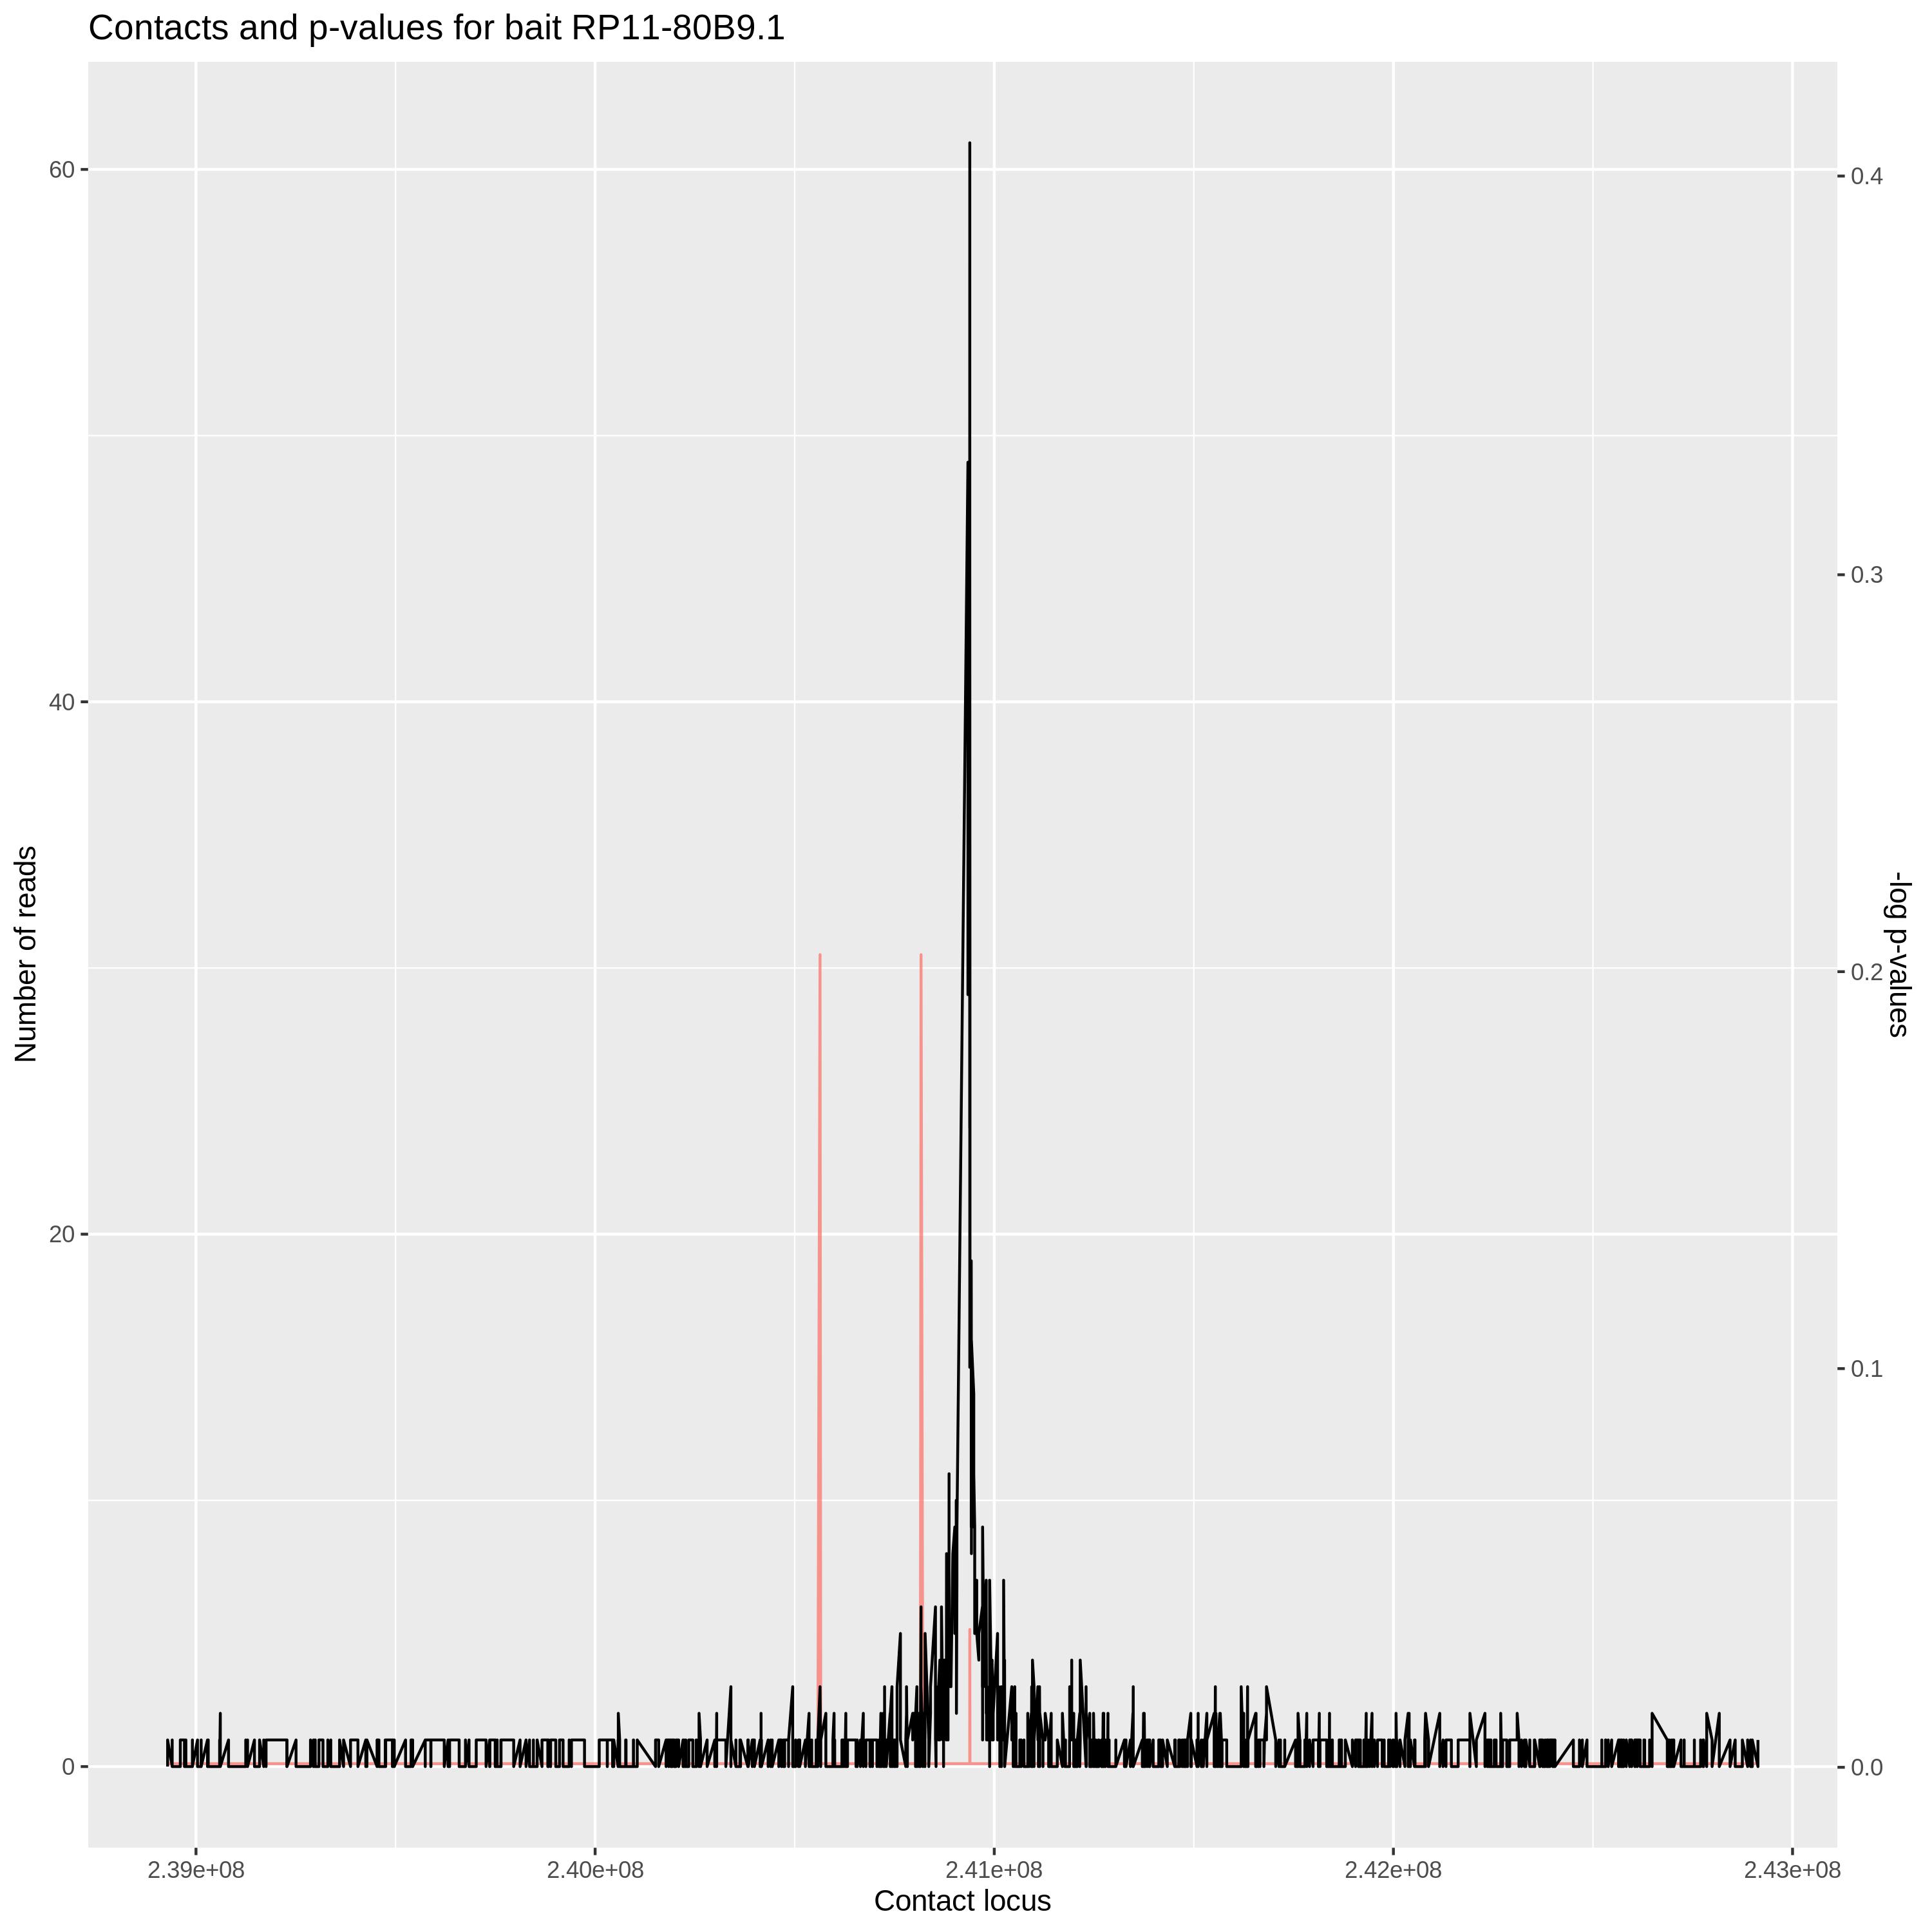 Contacts and p-values for bait RP11-80B9.1
60
40
20
0
Number of reads
0.4
0.3
0.2
0.1
0.0
-log p-values
2.39e+08
2.40e+08
2.41e+08
2.42e+08
2.43e+08
Contact locus